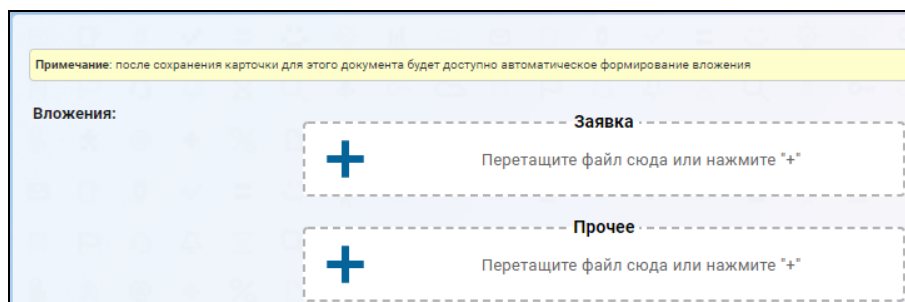 Примечание: после сохранения карточки для этого документа будет доступно автоматическое формирование вложения
Вложения:
Заявка
Перетащите файл сюда или нажмите "+"
Прочее
Перетащите файл сюда или нажмите "+"